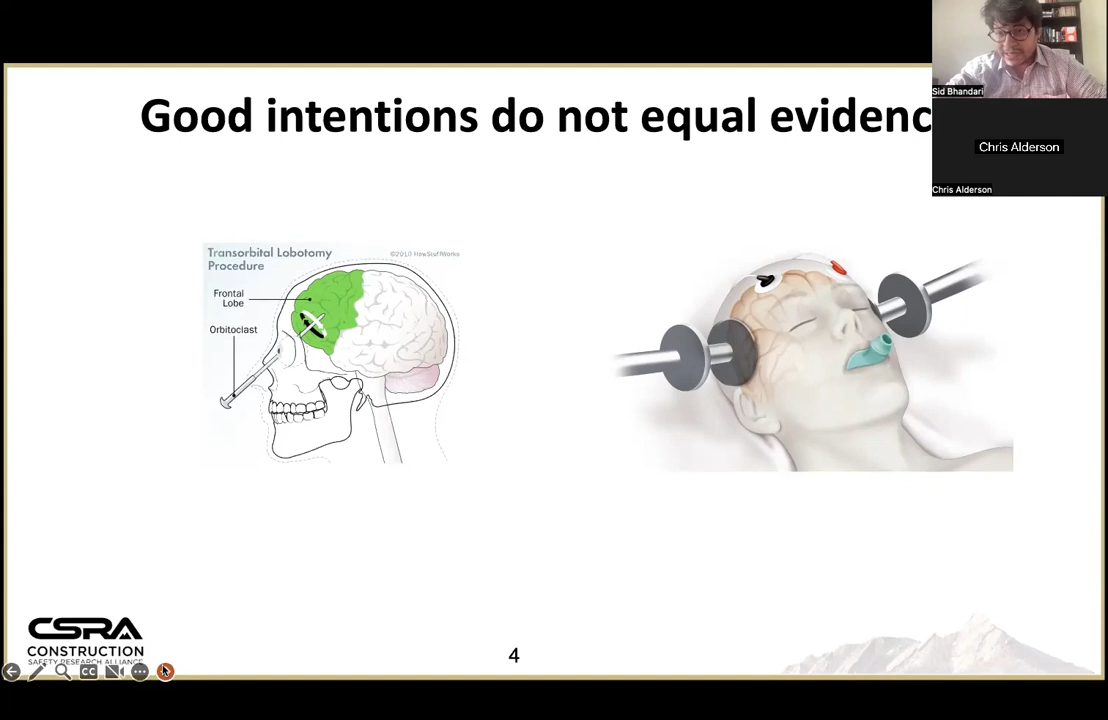 Good intentions do not equal evidenc
Sid Bhandari
Chris Alderson
Chris Alderson
Transorbital Lobotomy
Procedure
©2010 HowStuffWorks
Frontal
Lobe
Orbitoclast
CSRA
CONSTRUCTION
SAFETY RESEARCH ALLIANCE
CC
4